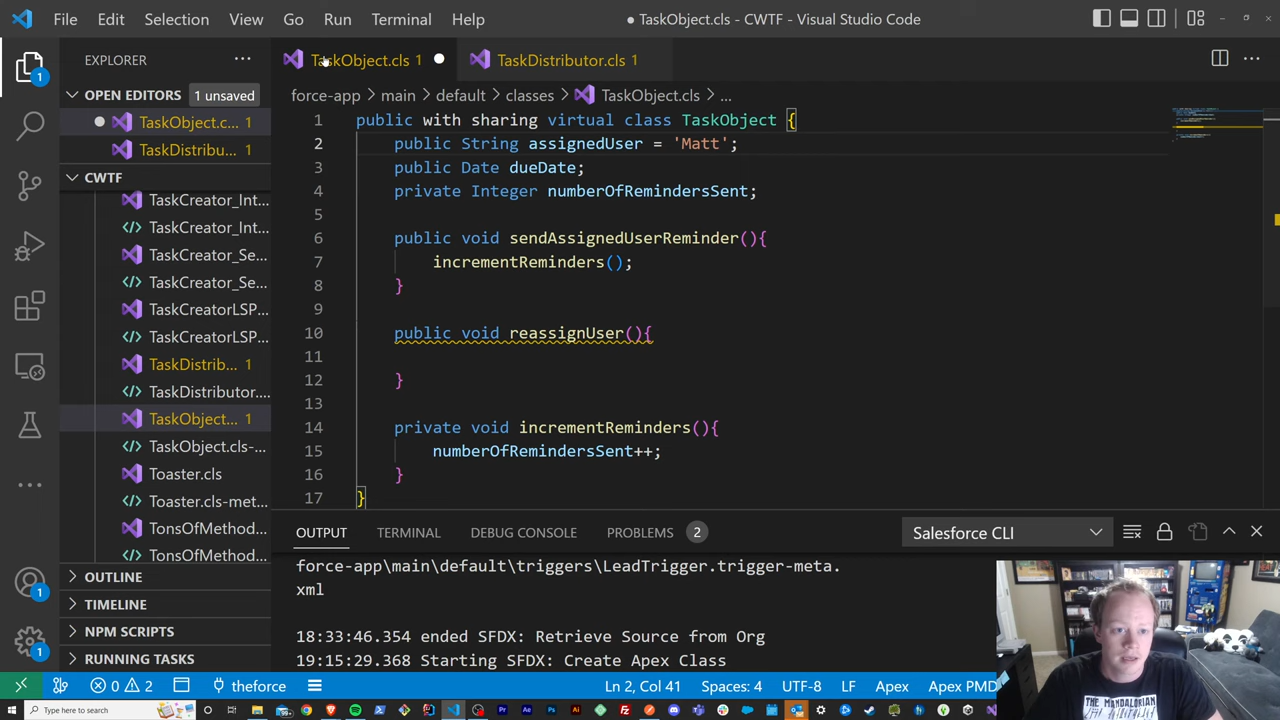 File Edit Selection View Go Run Terminal Help
TaskObject.cls - CWTF - Visual Studio Code
EXPLORER
TaskObject.cls 1
TaskDistributor.cls 1
OPEN EDITORS 1 unsaved
TaskObject.c... 1
TaskDistribu... 1
CWTF
TaskCreator_Int...
TaskCreator_Int...
TaskCreator_Se...
TaskCreator_Se...
TaskCreatorLSP...
TaskCreatorLSP...
TaskDistrib... 1
TaskDistributor....
TaskObject... 1
TaskObject.cls-...
Toaster.cls
Toaster.cls-met...
TonsOfMethod...
TonsOfMethod...
OUTLINE
TIMELINE
NPM SCRIPTS
RUNNING TASKS
force-app > main > default > classes > TaskObject.cls > ...
1 public with sharing virtual class TaskObject {
2 public String assignedUser = 'Matt';
3 public Date dueDate;
4 private Integer numberOfRemindersSent;
5
6 public void sendAssignedUserReminder(){
7 incrementReminders();
8 }
9
10 public void reassignUser(){
11
12 }
13
14 private void incrementReminders(){
15 numberOfRemindersSent++;
16 }
17 }
OUTPUT TERMINAL DEBUG CONSOLE PROBLEMS 2
Salesforce CLI
force-app\main\default\triggers\LeadTrigger.trigger-meta.
xml
18:33:46.354 ended SFDX: Retrieve Source from Org
19:15:29.368 Starting SFDX: Create Apex Class
THE MANDALORIAN
0 2 theforce
Ln 2, Col 41 Spaces: 4 UTF-8 LF Apex Apex PMD
Type here to search